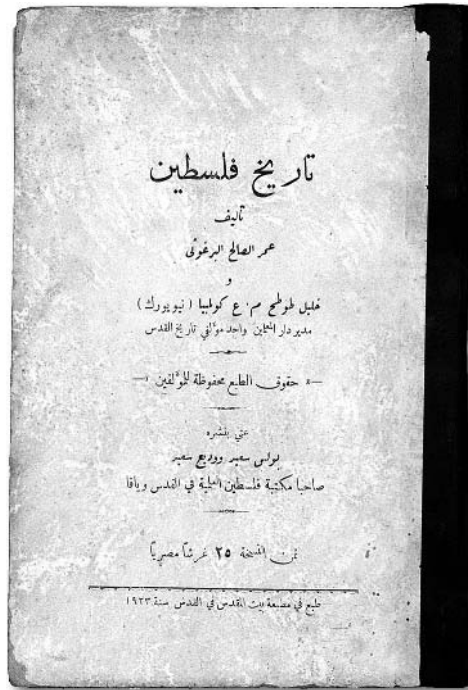 تاريخ فلسطين
تأليف
عمر الصالح البرغوثي
و
خليل طوطح م. ع كولمبيا (نيويورك)
مدير دار المعلمين واحد مؤلفي تاريخ القدس
حقوق الطبع محفوظة للمؤلفين
عني بنشره
بولس سعيد ووديع سعيد
صاحبا مكتبة فلسطين العلمية في القدس ويافا
ثمن النسخة ٢٥ غرشاً مصرياً
طبع في مطبعة بيت المقدس في القدس سنة ١٩٢٣